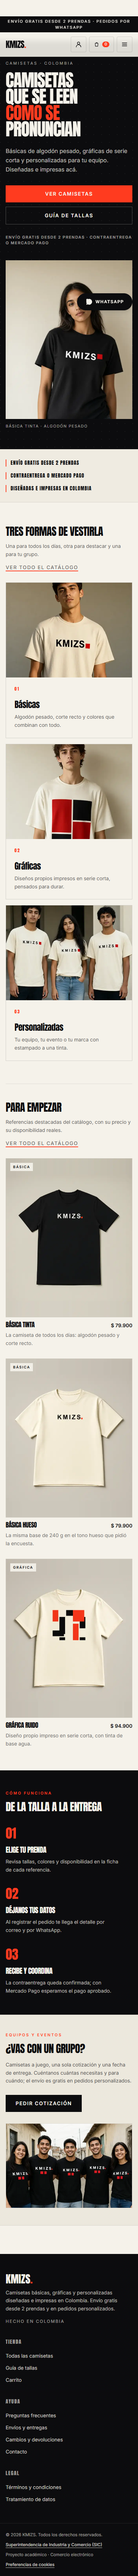 ENVÍO GRATIS DESDE 2 PRENDAS · PEDIDOS POR
WHATSAPP
KMIZS.
0
CAMISETAS · COLOMBIA
CAMISETAS
QUE SE LEEN
COMO SE
PRONUNCIAN
Básicas de algodón pesado, gráficas de serie
corta y personalizadas para tu equipo.
Diseñadas e impresas acá.
VER CAMISETAS
GUÍA DE TALLAS
ENVÍO GRATIS DESDE 2 PRENDAS · CONTRAENTREGA
O MERCADO PAGO
WHATSAPP
KMIZS
BÁSICA TINTA · ALGODÓN PESADO
ENVÍO GRATIS DESDE 2 PRENDAS
CONTRAENTREGA O MERCADO PAGO
DISEÑADAS E IMPRESAS EN COLOMBIA
TRES FORMAS DE VESTIRLA
Una para todos los días, otra para destacar y una
para tu grupo.
VER TODO EL CATÁLOGO
KMIZS
01
Básicas
Algodón pesado, corte recto y colores que
combinan con todo.
02
Gráficas
Diseños propios impresos en serie corta,
pensados para durar.
KMIZS
KMIZS
KMIZS
03
Personalizadas
Tu equipo, tu evento o tu marca con
estampado a una tinta.
PARA EMPEZAR
Referencias destacadas del catálogo, con su precio y
su disponibilidad reales.
VER TODO EL CATÁLOGO
BÁSICA
KMIZS.
BÁSICA TINTA
$ 79.900
La camiseta de todos los días: algodón pesado y
corte recto.
BÁSICA
KMIZS.
BÁSICA HUESO
$ 79.900
La misma base de 240 g en el tono hueso que pidió
la encuesta.
GRÁFICA
GRÁFICA RUIDO
$ 94.900
Diseño propio impreso en serie corta, con tinta de
base agua.
CÓMO FUNCIONA
DE LA TALLA A LA ENTREGA
01
ELIGE TU PRENDA
Revisa tallas, colores y disponibilidad en la ficha
de cada referencia.
02
DÉJANOS TUS DATOS
Al registrar el pedido te llega el detalle por
correo y por WhatsApp.
03
RECIBE Y COORDINA
La contraentrega queda confirmada; con
Mercado Pago esperamos el pago aprobado.
EQUIPOS Y EVENTOS
¿VAS CON UN GRUPO?
Camisetas a juego, una sola cotización y una fecha
de entrega. Cuéntanos cuántas necesitas y para
cuándo; el envío es gratis en pedidos personalizados.
PEDIR COTIZACIÓN
KMIZS
KMIZS
KMIZS
KMIZS
KMIZS
KMIZS.
Camisetas básicas, gráficas y personalizadas
diseñadas e impresas en Colombia. Envío gratis
desde 2 prendas y en pedidos personalizados.
HECHO EN COLOMBIA
TIENDA
Todas las camisetas
Guía de tallas
Carrito
AYUDA
Preguntas frecuentes
Envíos y entregas
Cambios y devoluciones
Contacto
LEGAL
Términos y condiciones
Tratamiento de datos
© 2026 KMIZS. Todos los derechos reservados.
Superintendencia de Industria y Comercio (SIC)
Proyecto académico · Comercio electrónico
Preferencias de cookies